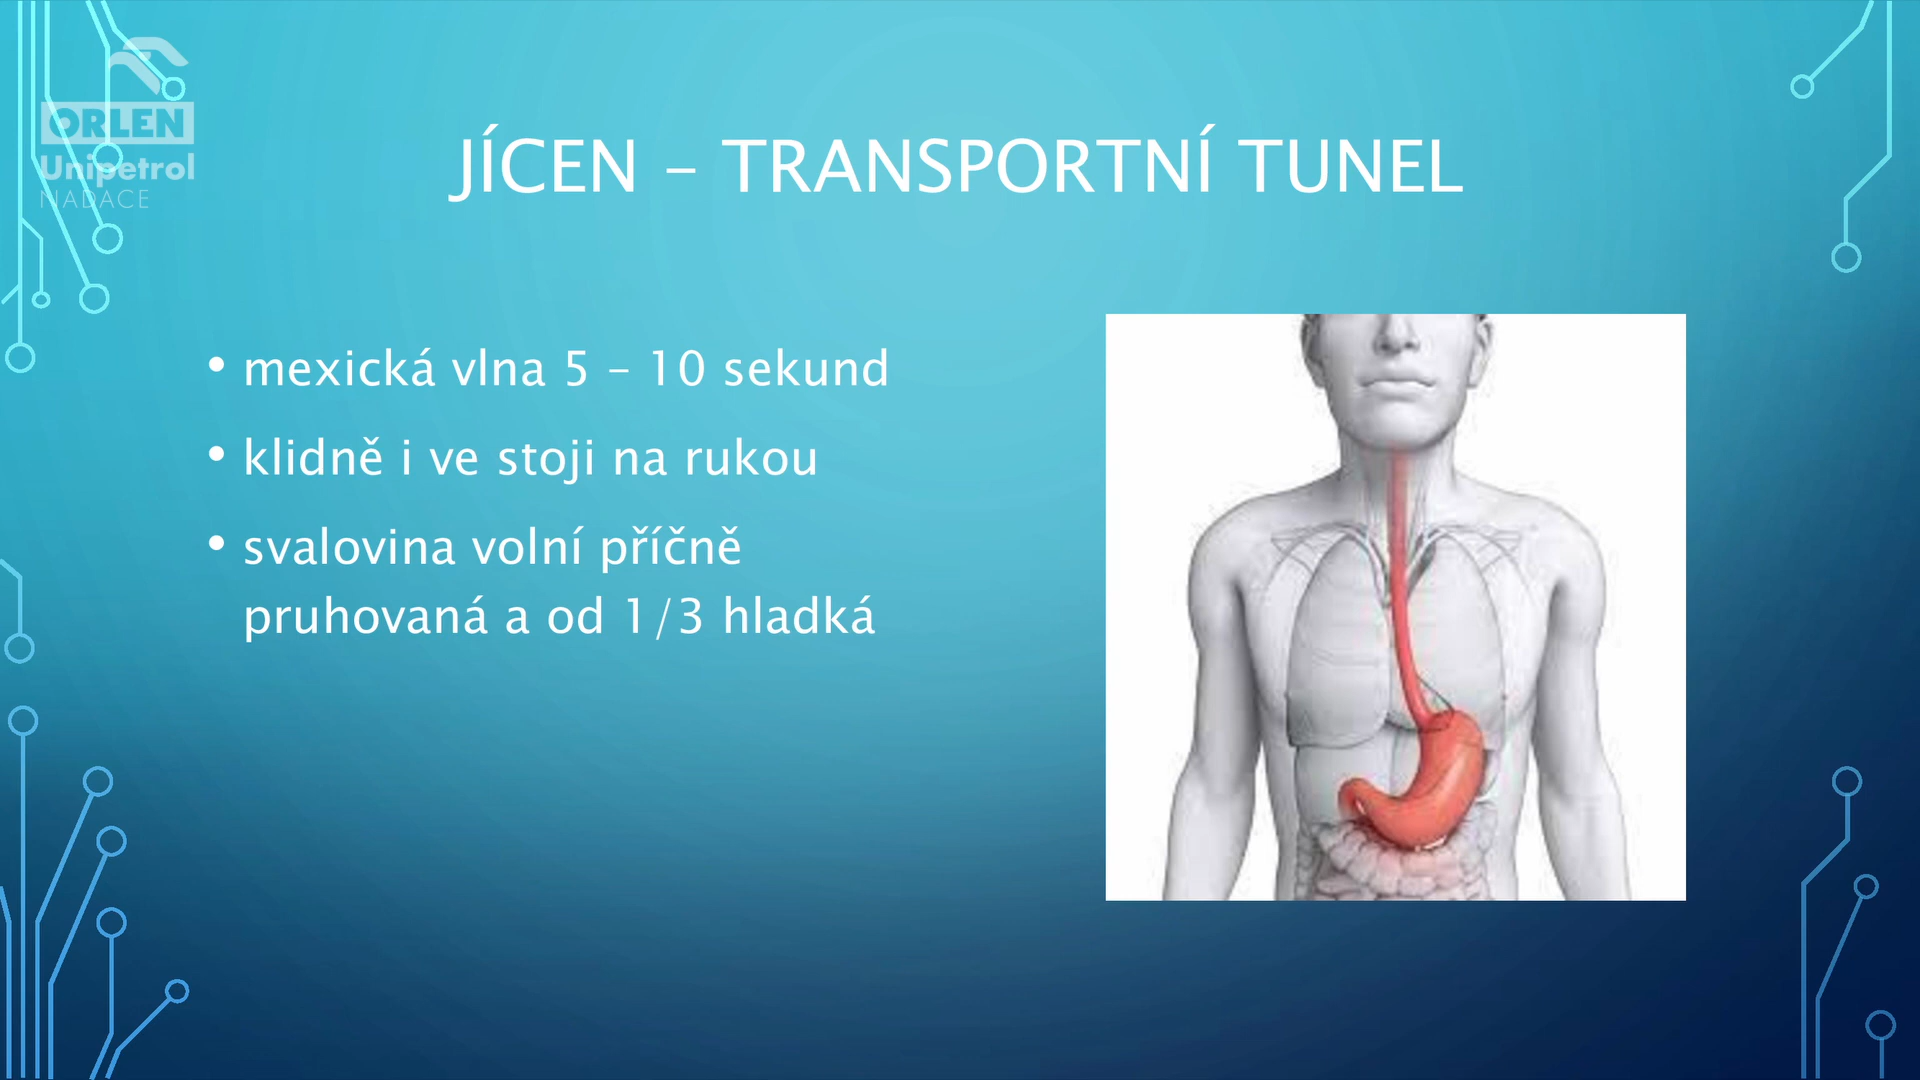 ORLEN
Unipetrol
NADACE
JÍCEN – TRANSPORTNÍ TUNEL
• mexická vlna 5 – 10 sekund
• klidně i ve stoji na rukou
• svalovina volní příčně
pruhovaná a od 1/3 hladká